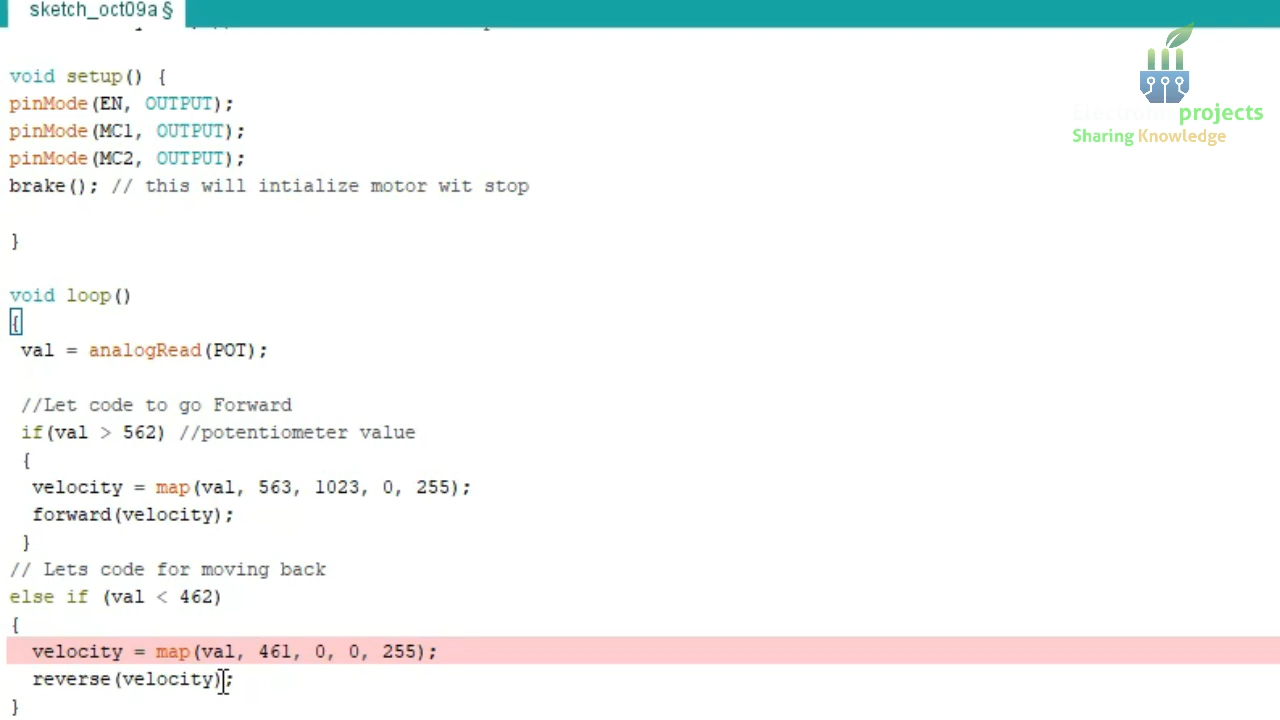 sketch_oct09a §
void setup() {
pinMode(EN, OUTPUT);
pinMode(MC1, OUTPUT);
pinMode(MC2, OUTPUT);
brake(); // this will intialize motor wit stop
}
void loop()
{
val = analogRead(POT);
//Let code to go Forward
if(val > 562) //potentiometer value
{
velocity = map(val, 563, 1023, 0, 255);
forward(velocity);
}
// Lets code for moving back
else if (val < 462)
{
velocity = map(val, 461, 0, 0, 255);
reverse(velocity);
}
projects
Sharing Knowledge